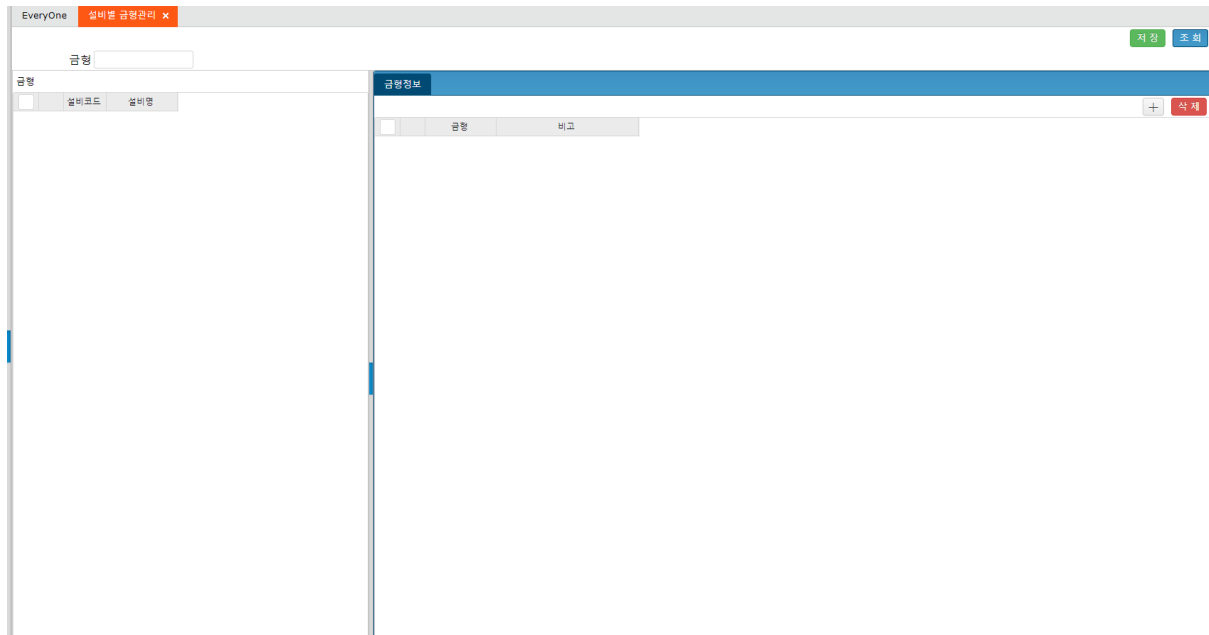 EveryOne 설비별 금형관리 ×
저장 조회
금형
금형
설비코드 설비명
금형정보
+ 삭제
금형 비고